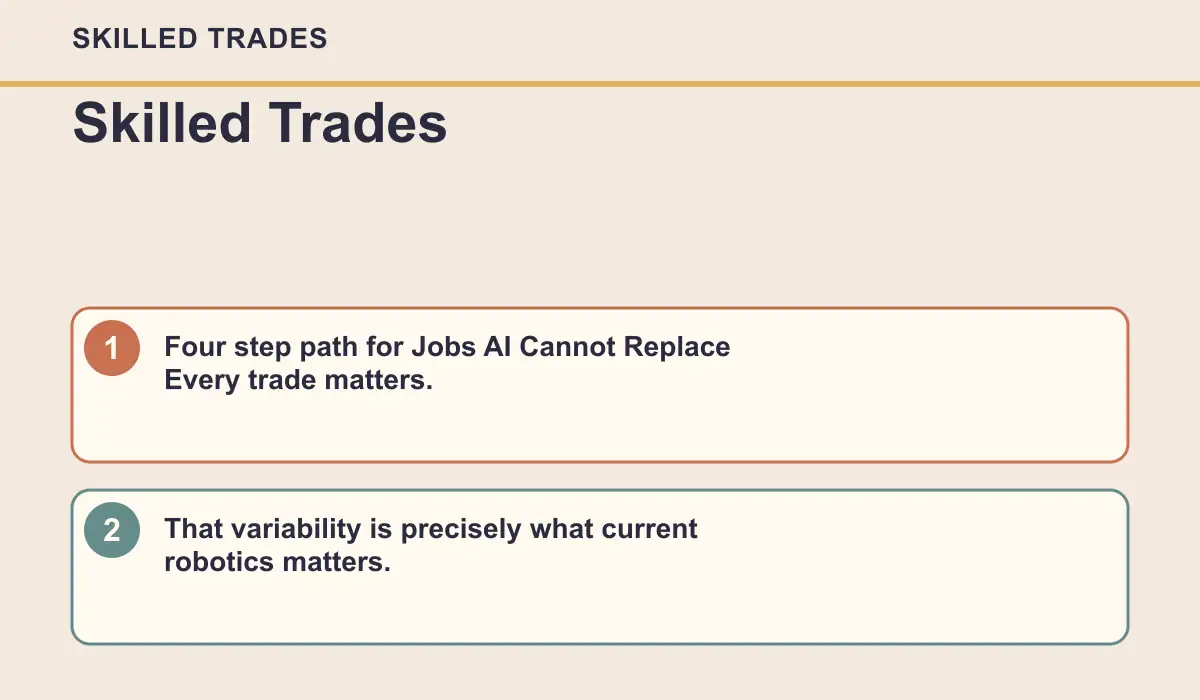 SKILLED TRADES
Skilled Trades
1
Four step path for Jobs AI Cannot Replace
Every trade matters.
2
That variability is precisely what current
robotics matters.